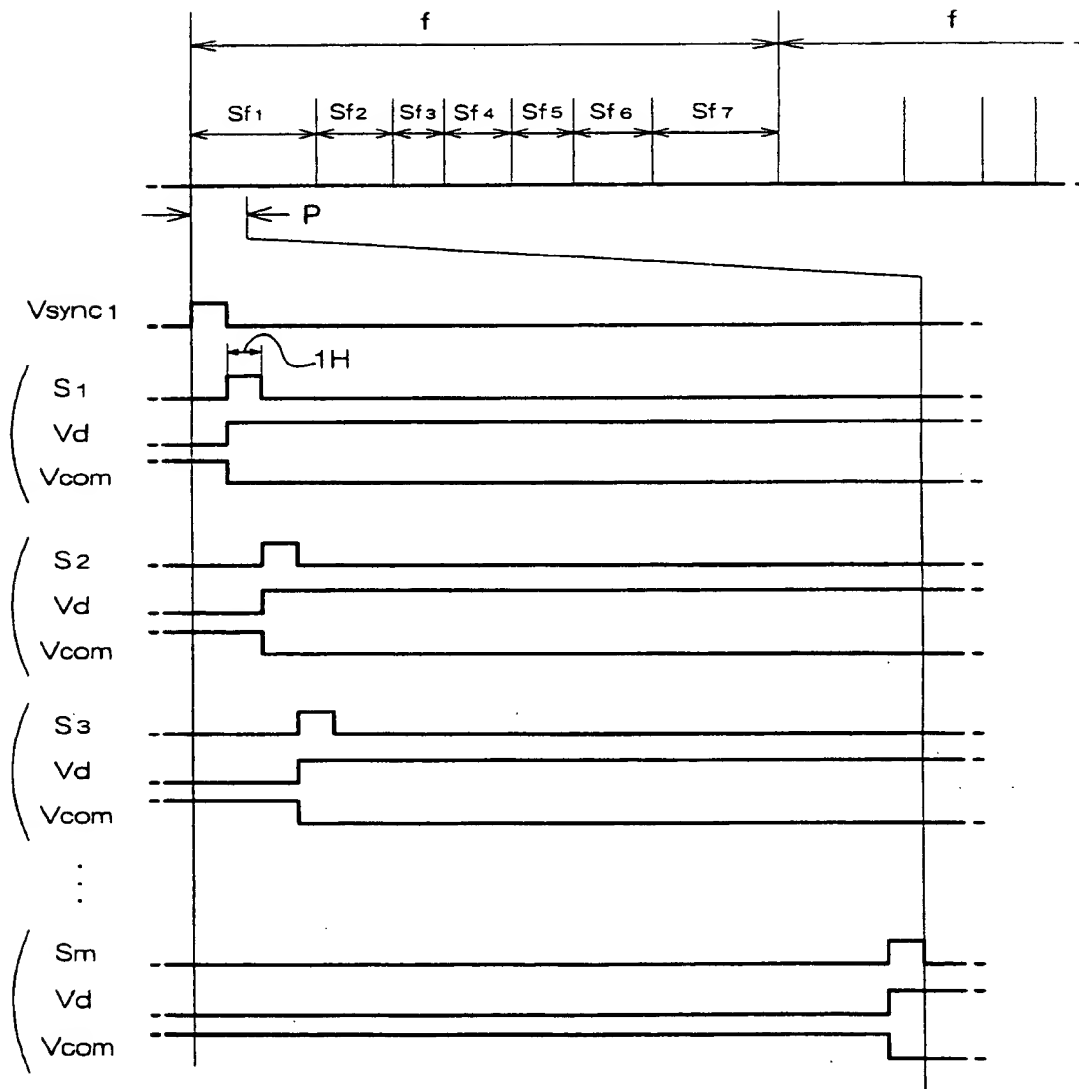 f f
Sf1 Sf2 Sf3 Sf4 Sf5 Sf6 Sf7
P
Vsync1
1H
S1
Vd
Vcom
S2
Vd
Vcom
S3
Vd
Vcom
Sm
Vd
Vcom